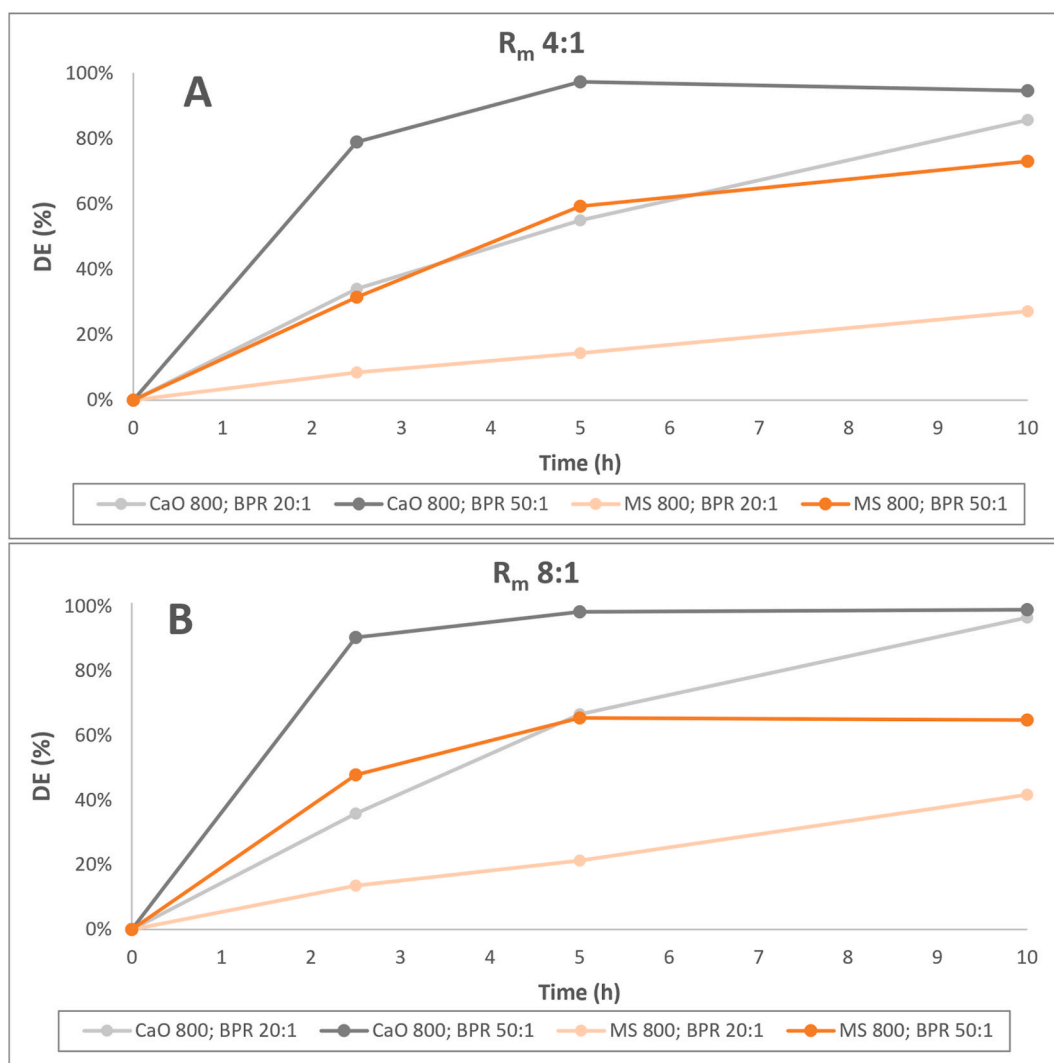 R_m 4:1
A
100%
80%
60%
40%
20%
0%
DE (%)
0 1 2 3 4 5 6 7 8 9 10
Time (h)
CaO 800; BPR 20:1 CaO 800; BPR 50:1 MS 800; BPR 20:1 MS 800; BPR 50:1
R_m 8:1
B
100%
80%
60%
40%
20%
0%
DE (%)
0 1 2 3 4 5 6 7 8 9 10
Time (h)
CaO 800; BPR 20:1 CaO 800; BPR 50:1 MS 800; BPR 20:1 MS 800; BPR 50:1